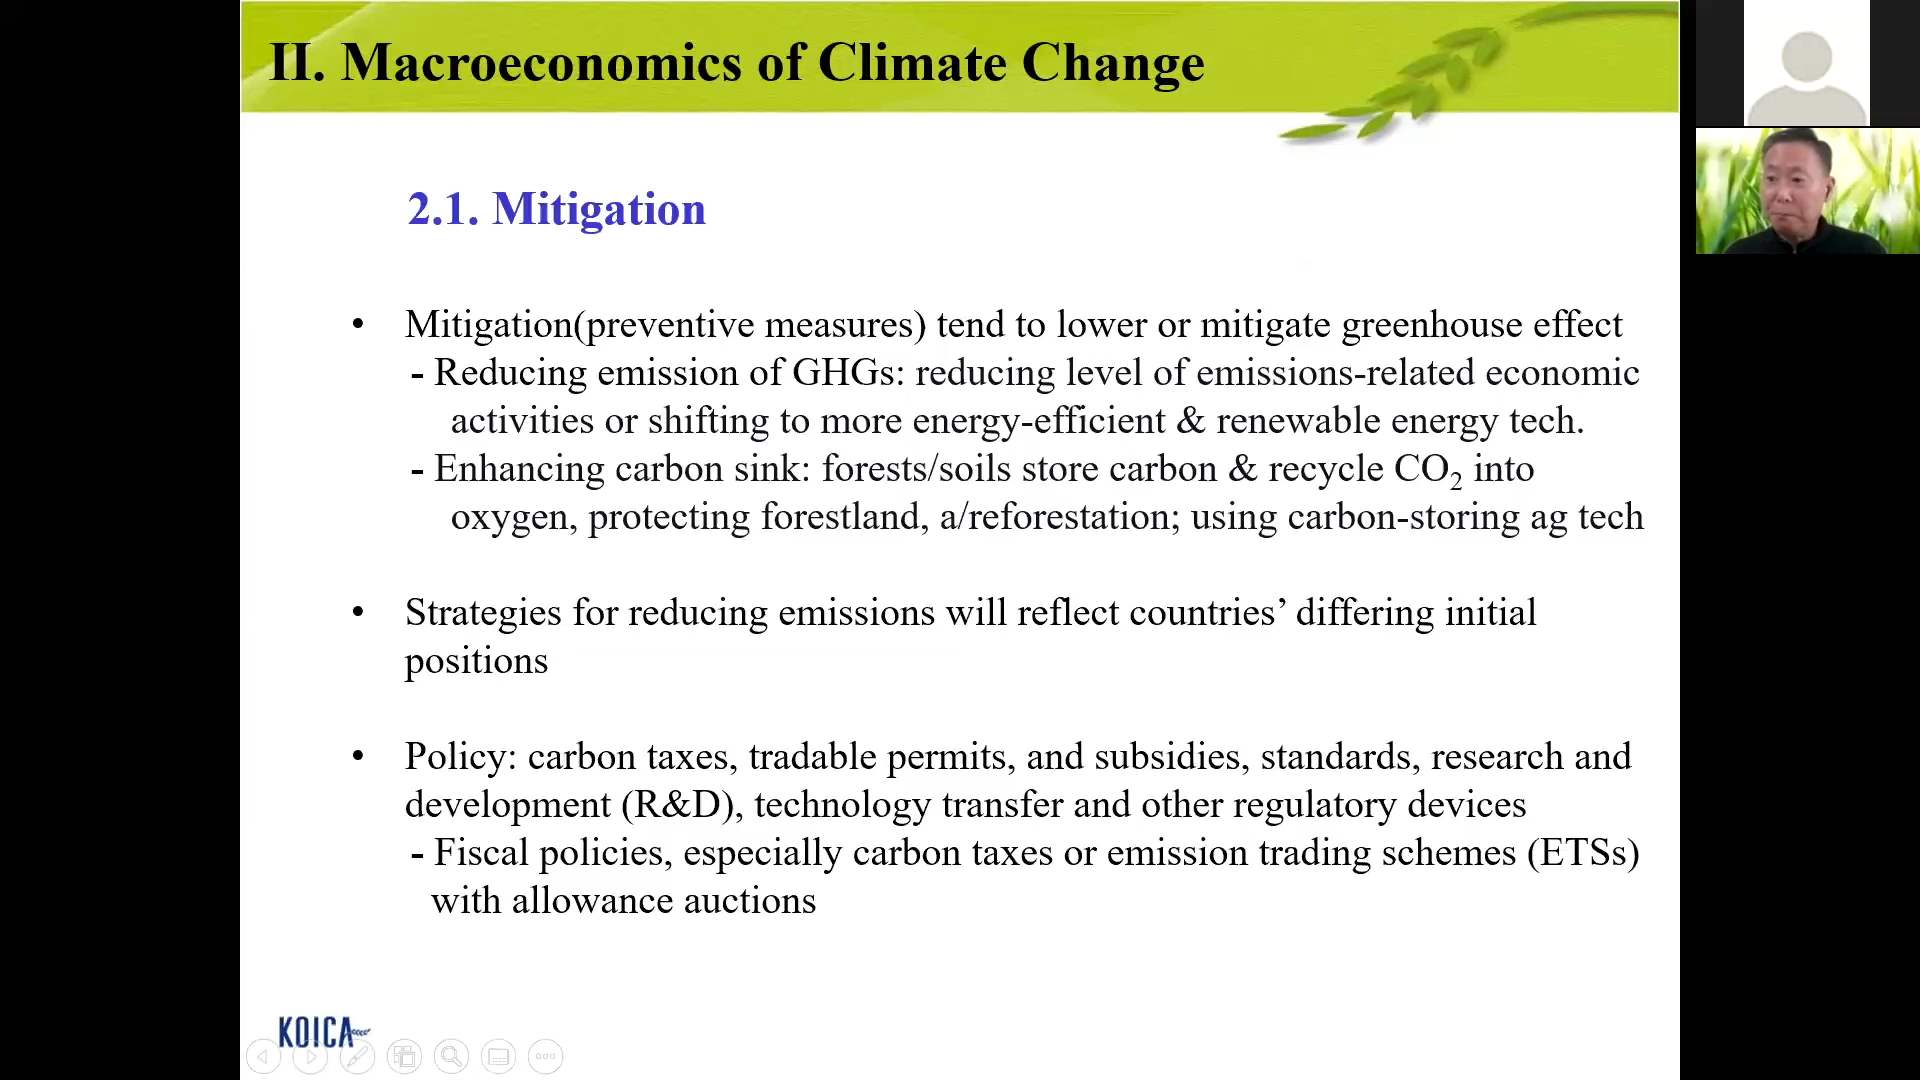 II. Macroeconomics of Climate Change
2.1. Mitigation
• Mitigation(preventive measures) tend to lower or mitigate greenhouse effect
- Reducing emission of GHGs: reducing level of emissions-related economic
activities or shifting to more energy-efficient & renewable energy tech.
- Enhancing carbon sink: forests/soils store carbon & recycle CO₂ into
oxygen, protecting forestland, a/reforestation; using carbon-storing ag tech
• Strategies for reducing emissions will reflect countries’ differing initial
positions
• Policy: carbon taxes, tradable permits, and subsidies, standards, research and
development (R&D), technology transfer and other regulatory devices
- Fiscal policies, especially carbon taxes or emission trading schemes (ETSs)
with allowance auctions
KOICA